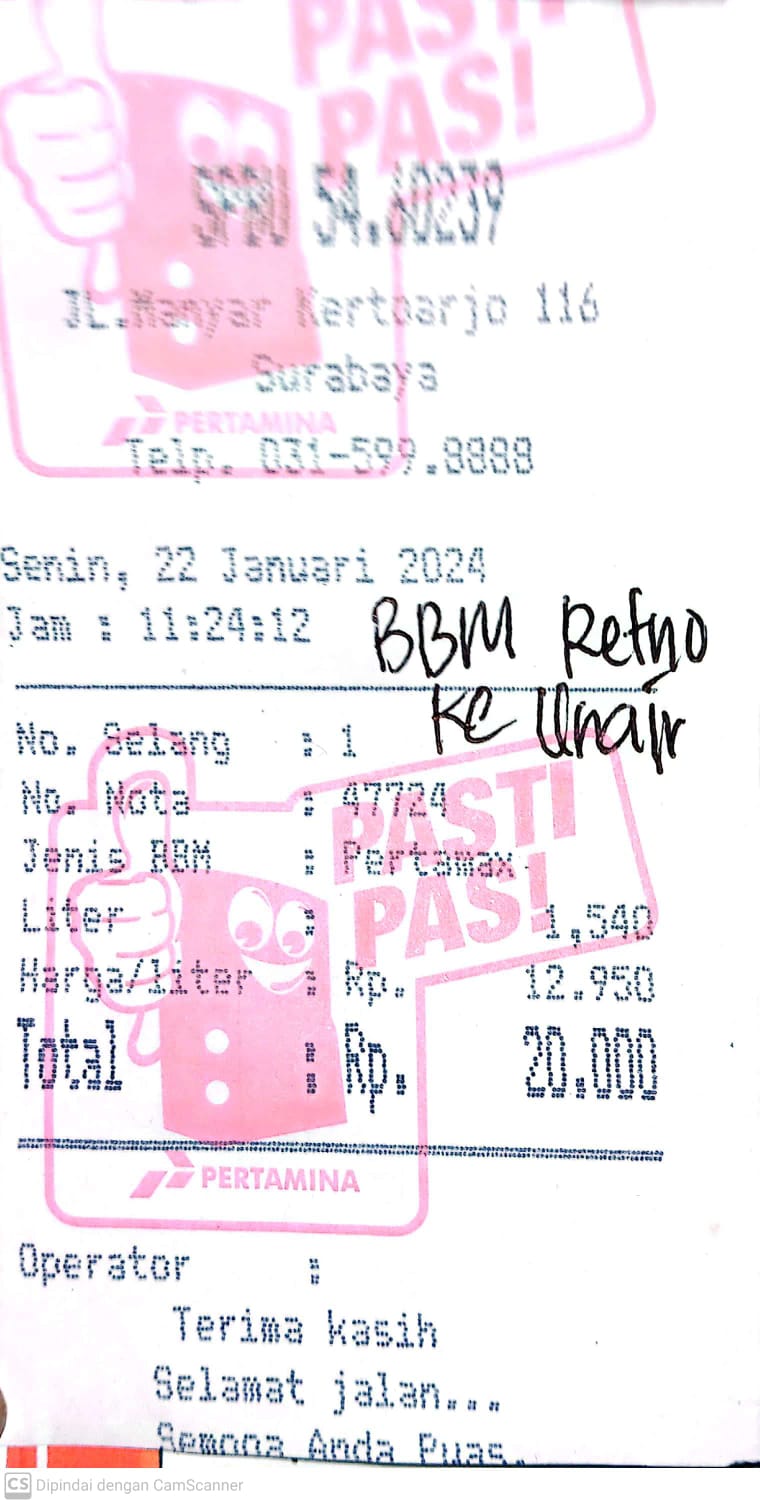 PASTI
PAS!
SPBU 54.60239
JL.Manyar Kertoarjo 116
Surabaya
PERTAMINA
Telp. 031-599.8888
Senin, 22 Januari 2024
Jam : 11:24:12
BBM Retno
ke Unair
No. Selang : 1
No. Nota : 47724
Jenis BBM : Pertamax
Liter : 1,540
Harga/liter : Rp. 12.950
Total : Rp. 20.000
PASTI
PAS!
PERTAMINA
Operator :
Terima kasih
Selamat jalan...
Semoga Anda Puas.
CS Dipindai dengan CamScanner